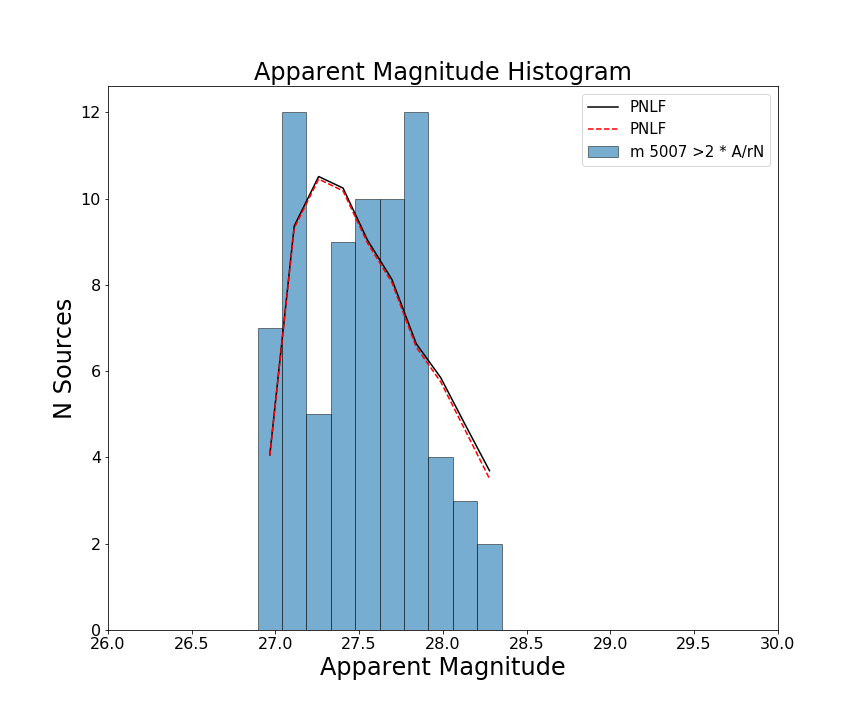 Apparent Magnitude Histogram
PNLF
PNLF
m 5007 >2 * A/rN
12
10
8
6
4
2
0
N Sources
26.0 26.5 27.0 27.5 28.0 28.5 29.0 29.5 30.0
Apparent Magnitude